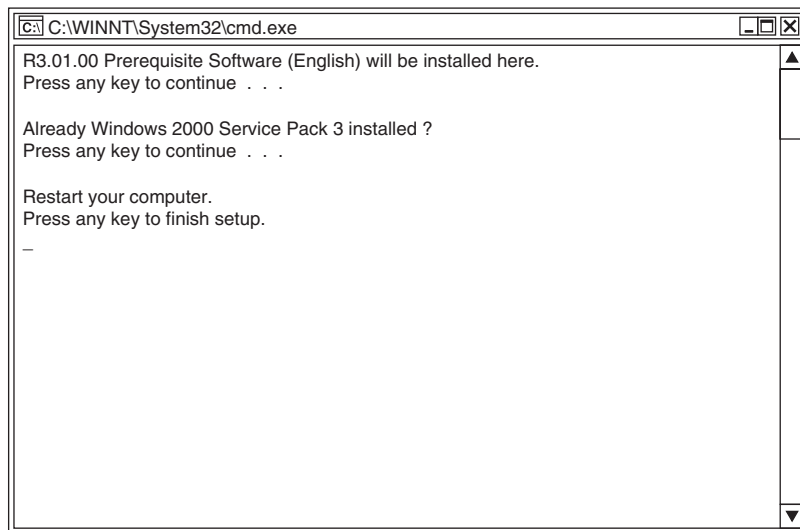 C:\ C:\WINNT\System32\cmd.exe
R3.01.00 Prerequisite Software (English) will be installed here.
Press any key to continue . . .
Already Windows 2000 Service Pack 3 installed ?
Press any key to continue . . .
Restart your computer.
Press any key to finish setup.
_